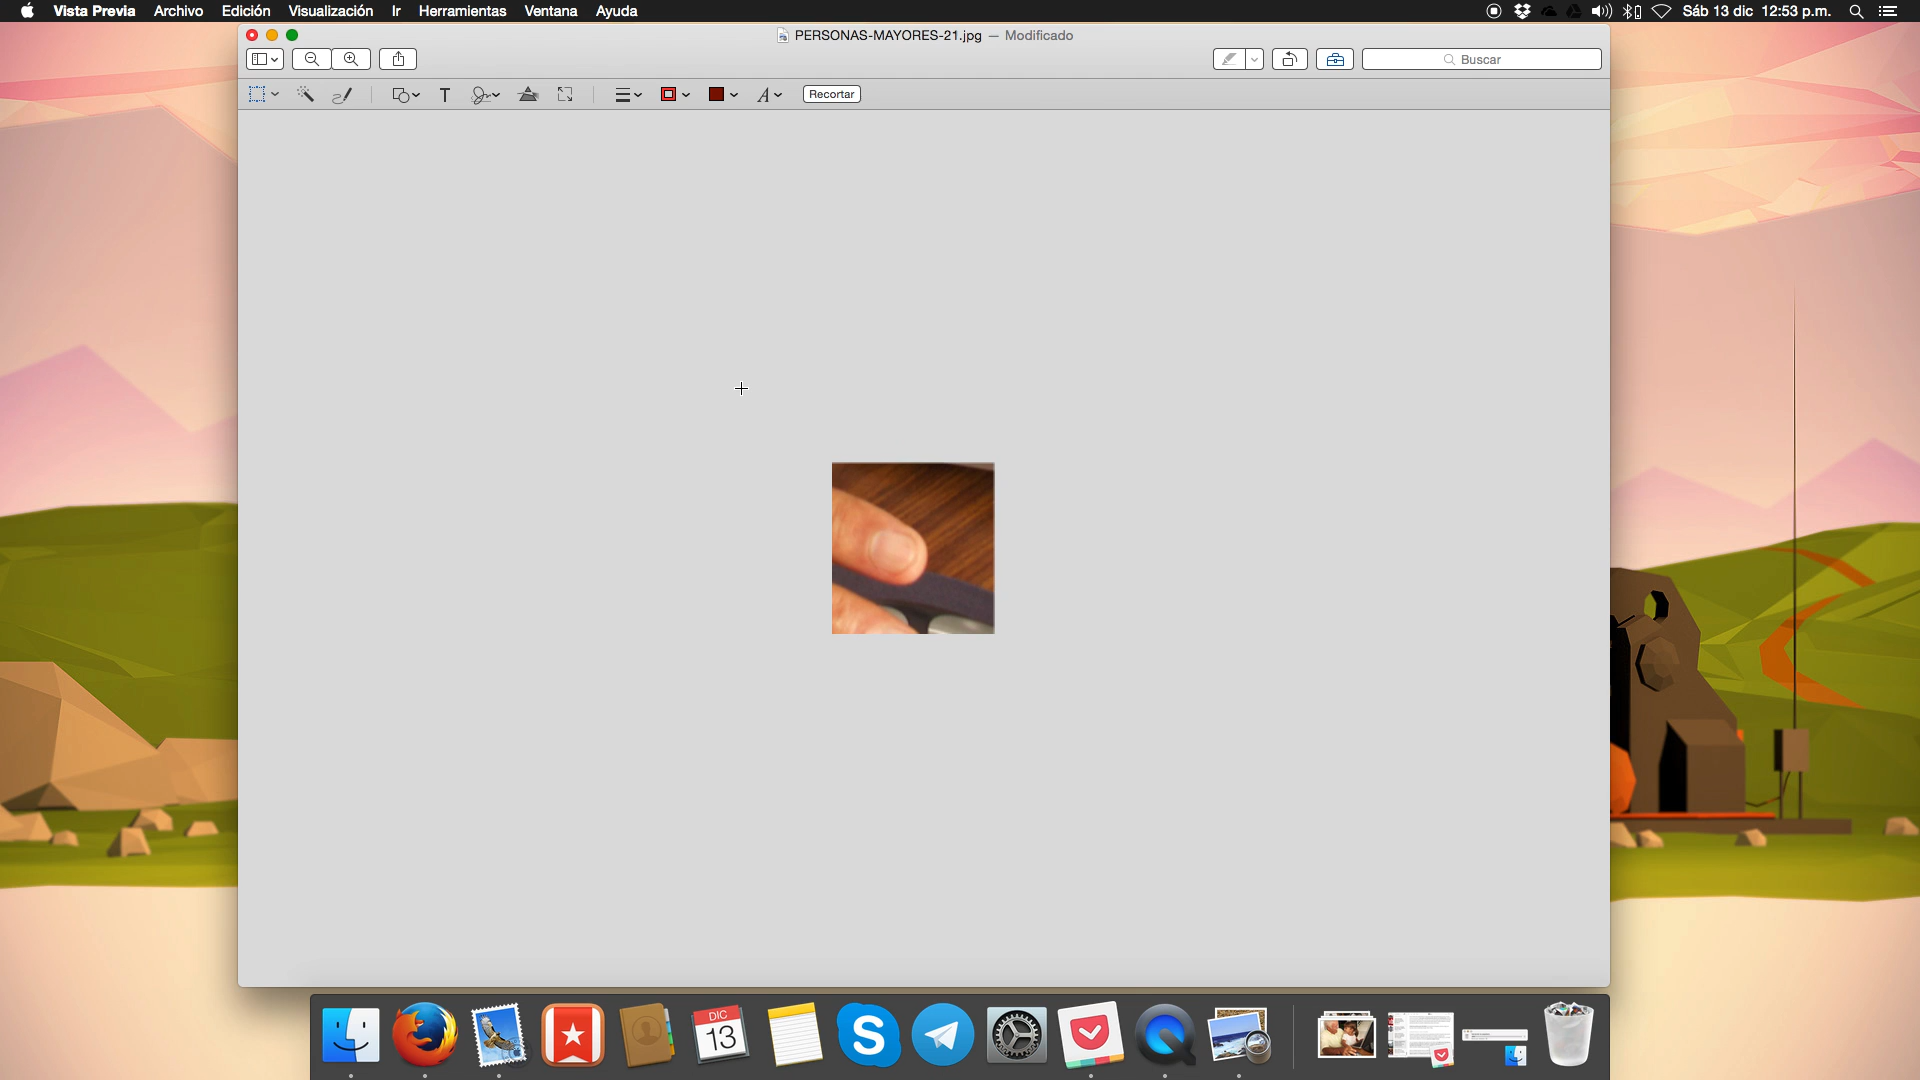 Vista Previa Archivo Edición Visualización Ir Herramientas Ventana Ayuda Sáb 13 dic 12:53 p.m.
PERSONAS-MAYORES-21.jpg — Modificado
Buscar
T A Recortar
DIC
13
S